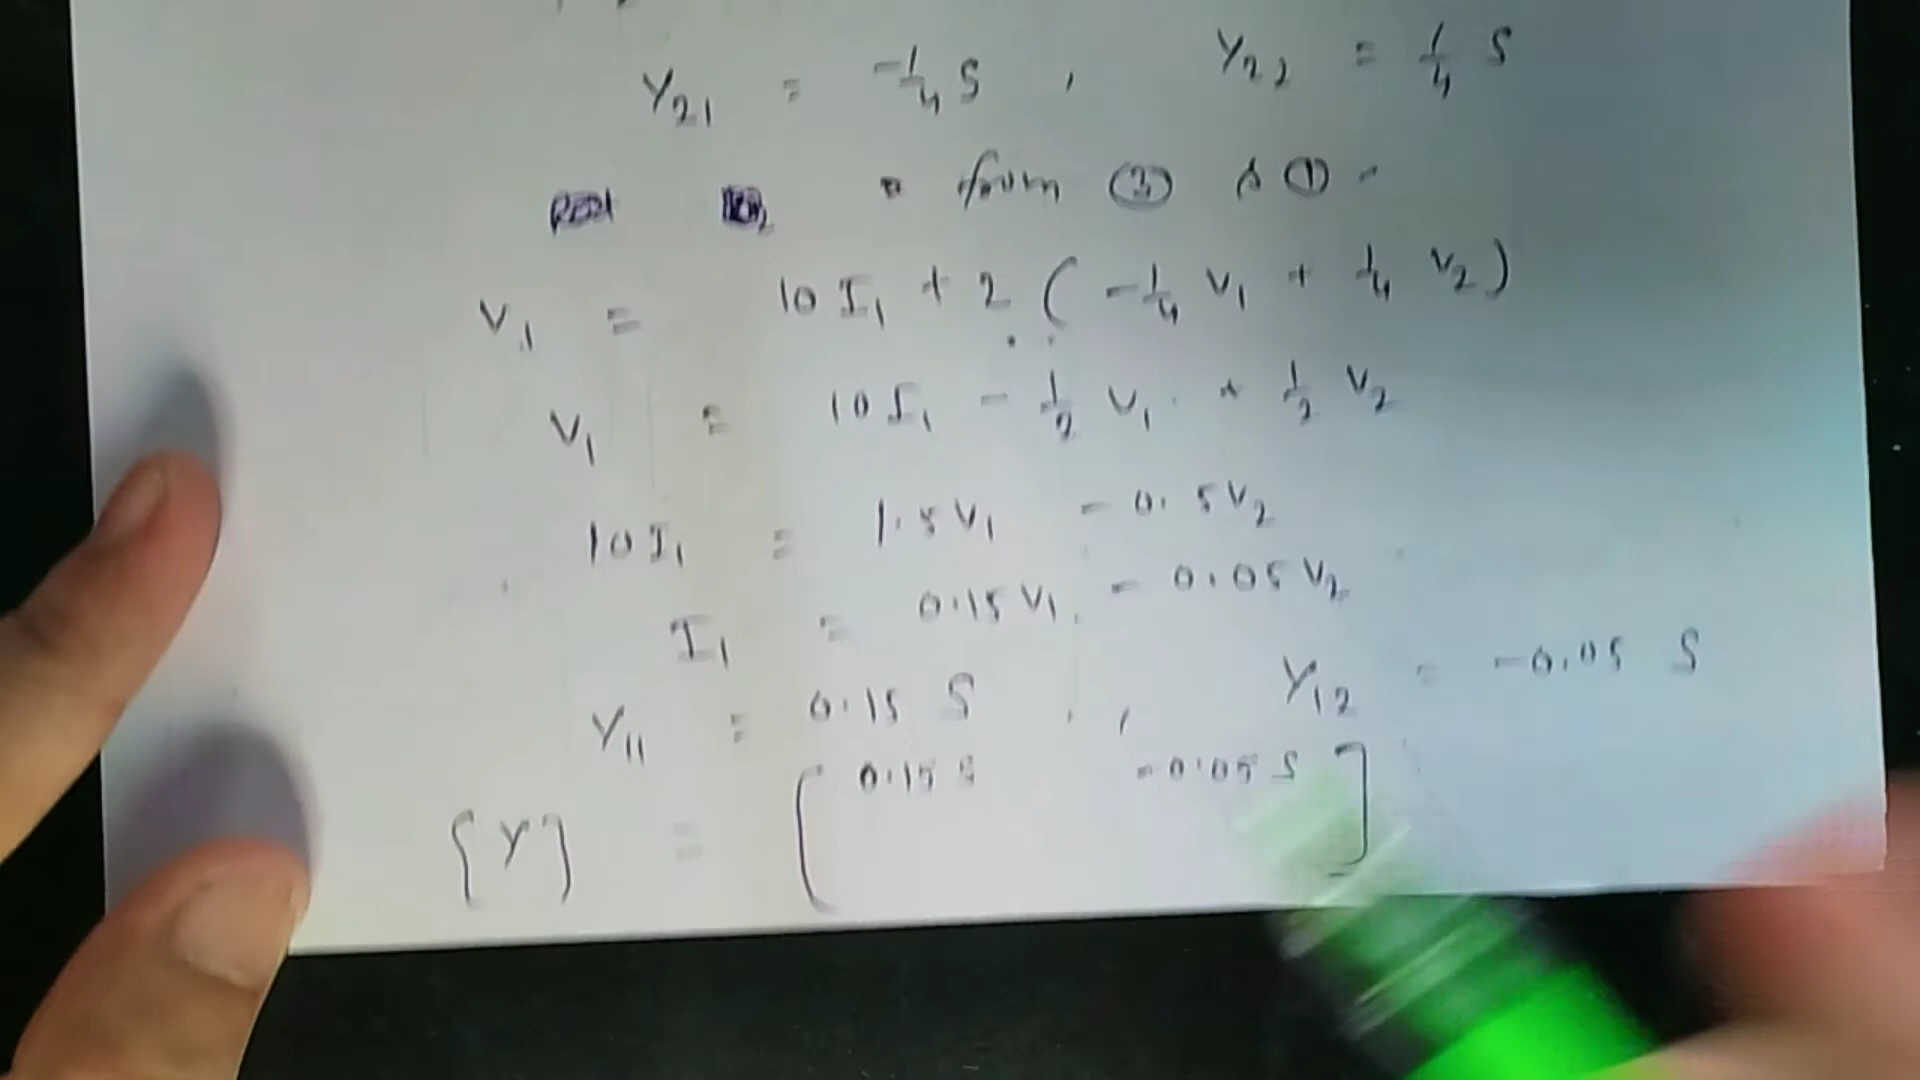 Y21 = -1/4 S , Y22 = 1/4 S
from ② & ① -
V1 = 10 I1 + 2 ( -1/4 V1 + 1/4 V2 )
V1 = 10 I1 - 1/2 V1 + 1/2 V2
10 I1 = 1.5 V1 - 0.5 V2
I1 = 0.15 V1 - 0.05 V2
Y11 = 0.15 S , Y12 = -0.05 S
[Y] = [ 0.15 S -0.05 S ]